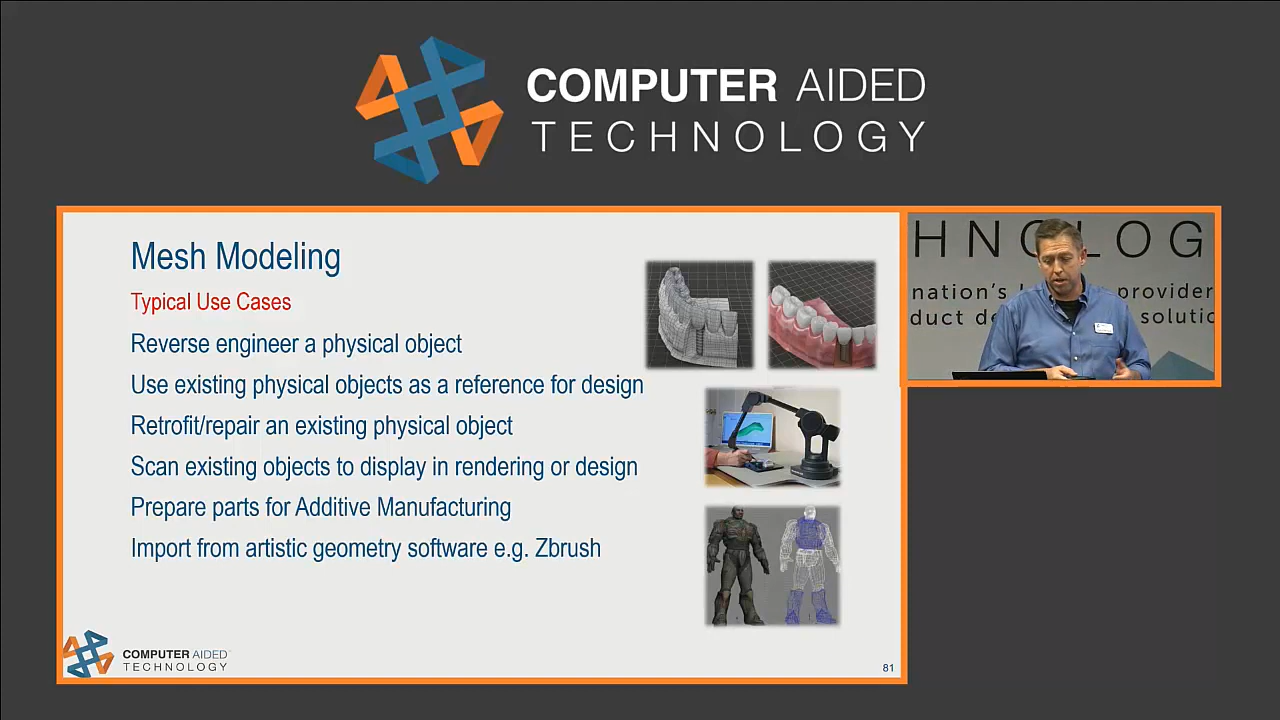 COMPUTER AIDED
TECHNOLOGY
Mesh Modeling
Typical Use Cases
Reverse engineer a physical object
Use existing physical objects as a reference for design
Retrofit/repair an existing physical object
Scan existing objects to display in rendering or design
Prepare parts for Additive Manufacturing
Import from artistic geometry software e.g. Zbrush
COMPUTER AIDED
TECHNOLOGY
81
HNOLOG
nation's provider
duct solutio